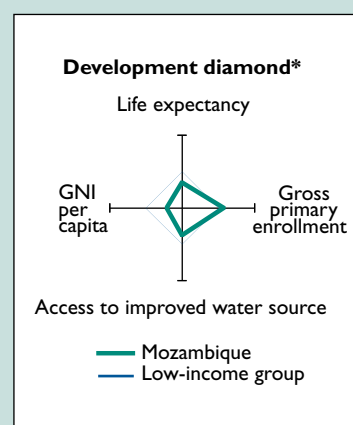 Development diamond*
Life expectancy
GNI
per
capita
Gross
primary
enrollment
Access to improved water source
Mozambique
Low-income group